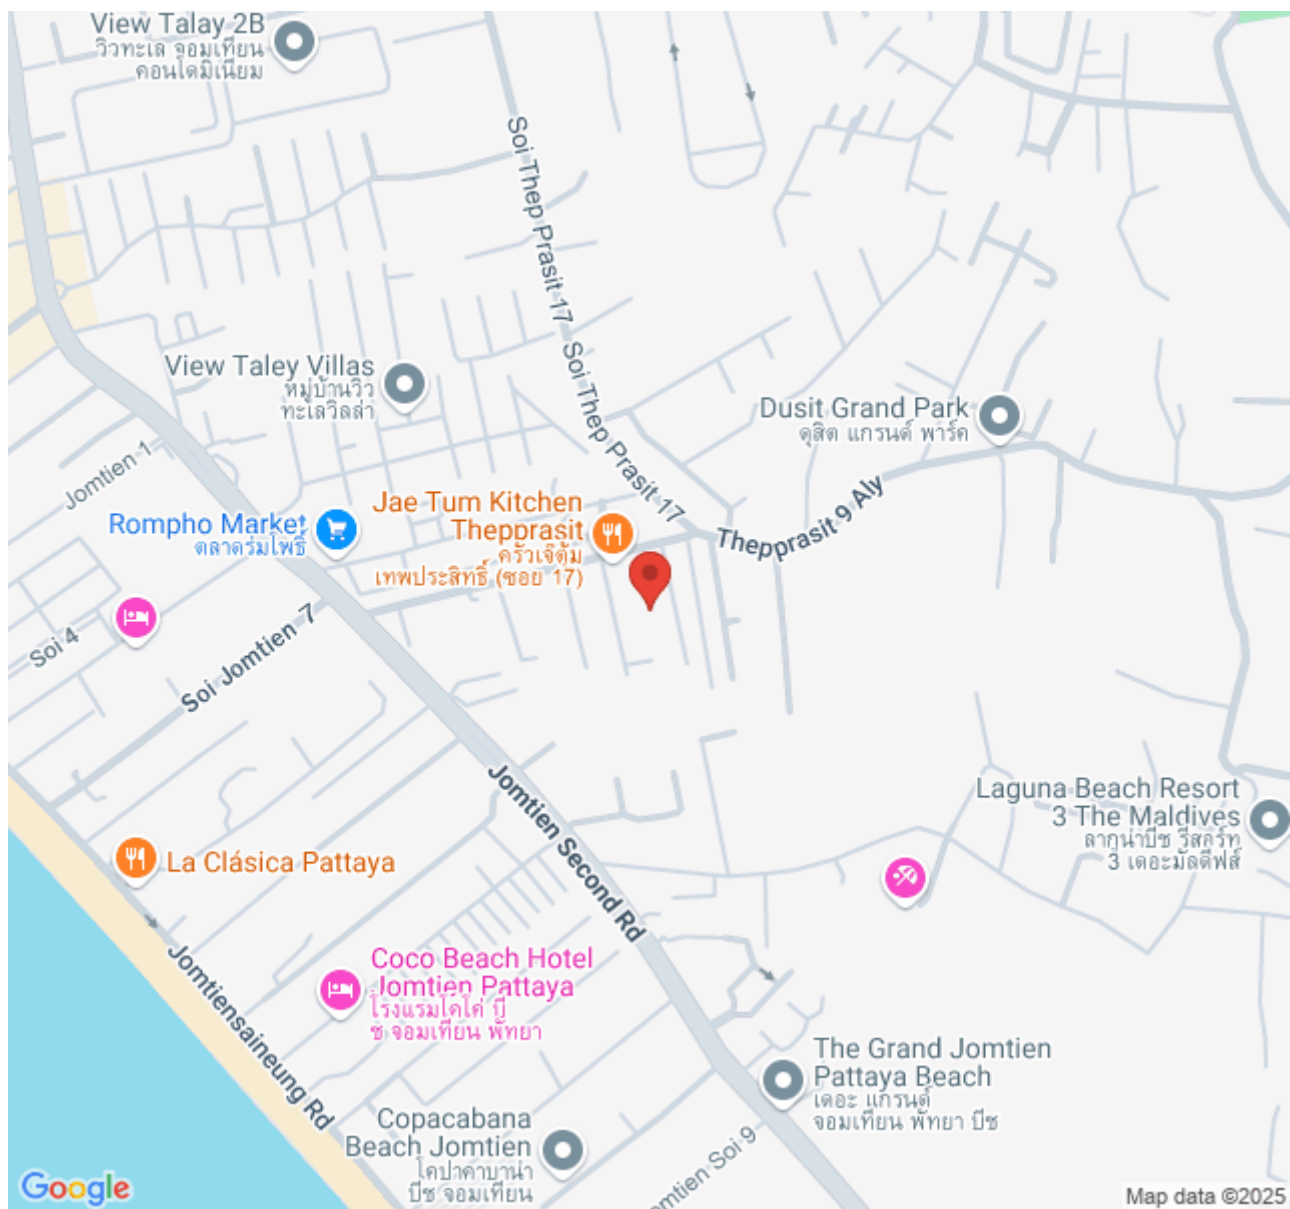 View Talay 2B
วิวทะเล จอมเทียน
คอนโดมิเนียม
Soi Thep Prasit 17
View Taley Villas
หมู่บ้านวิว
ทะเลวิลล่า
Soi Thep Prasit 17
Dusit Grand Park
ดุสิต แกรนด์ พาร์ค
Jomtien 1
Rompho Market
ตลาดร่มโพธิ์
Jae Tum Kitchen
Thepprasit
ครัวเจ๊ตุ้ม
เทพประสิทธิ์ (ซอย 17)
Thepprasit 9 Aly
Soi 4
Soi Jomtien 7
Jomtien Second Rd
Laguna Beach Resort
3 The Maldives
ลากูน่าบีช รีสอร์ท
3 เดอะมัลดีฟส์
La Clásica Pattaya
Jomtiensaineung Rd
Coco Beach Hotel
Jomtien Pattaya
โรงแรมโคโค่ บี
ช จอมเทียน พัทยา
The Grand Jomtien
Pattaya Beach
เดอะ แกรนด์
จอมเทียน พัทยา บีช
Copacabana
Beach Jomtien
โคปาคาบาน่า
บีช จอมเทียน
omtien Soi 9
Google
Map data ©2025